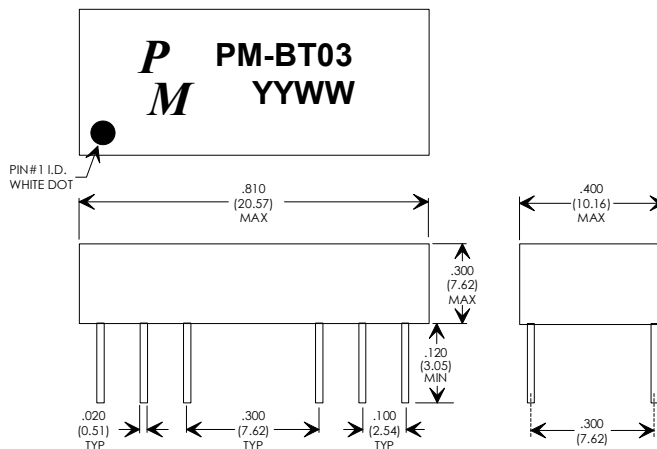 P PM-BT03
M YYWW
PIN#1 I.D.
WHITE DOT
.810
(20.57)
MAX
.400
(10.16)
MAX
.300
(7.62)
MAX
.120
(3.05)
MIN
.020
(0.51)
TYP
.300
(7.62)
TYP
.100
(2.54)
TYP
.300
(7.62)